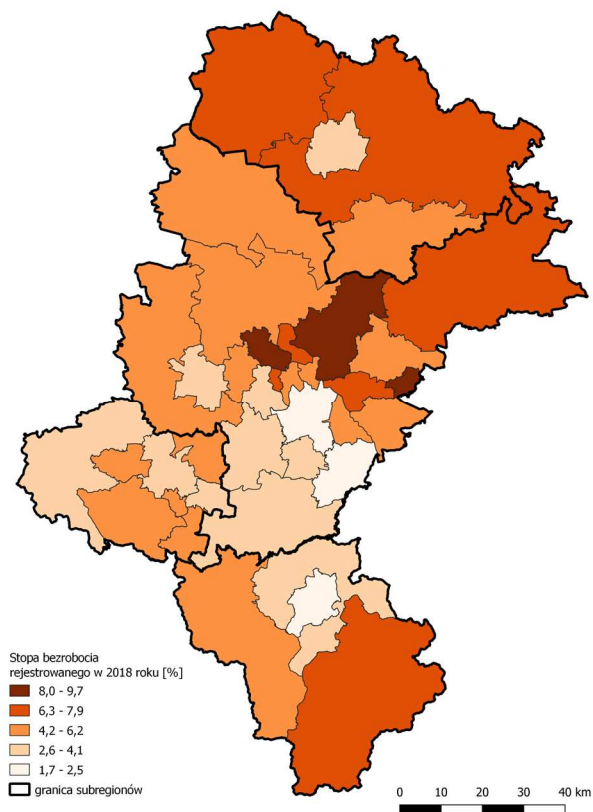 Stopa bezrobocia
rejestrowanego w 2018 roku [%]
8,0 - 9,7
6,3 - 7,9
4,2 - 6,2
2,6 - 4,1
1,7 - 2,5
granica subregionów
0 10 20 30 40 km